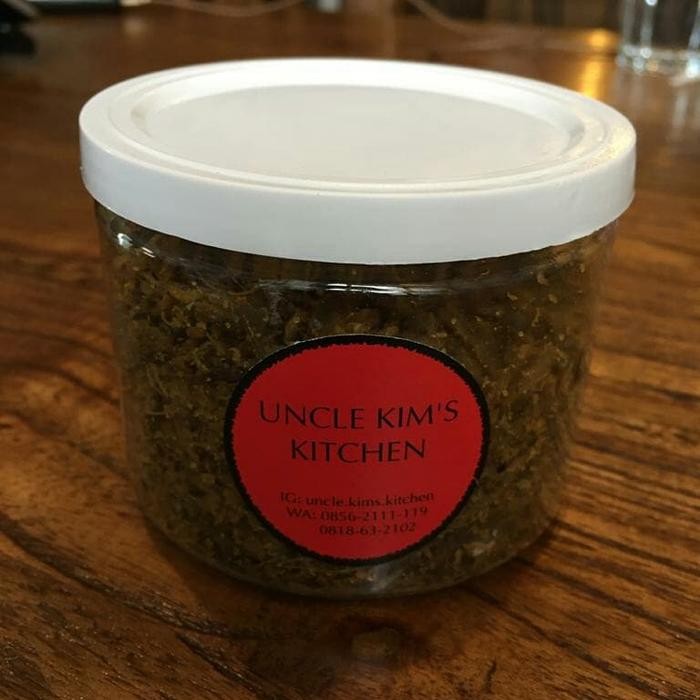 UNCLE KIM'S
KITCHEN
IG: uncle.kims.kitchen
WA: 0856-2111-119
0818-63-2102